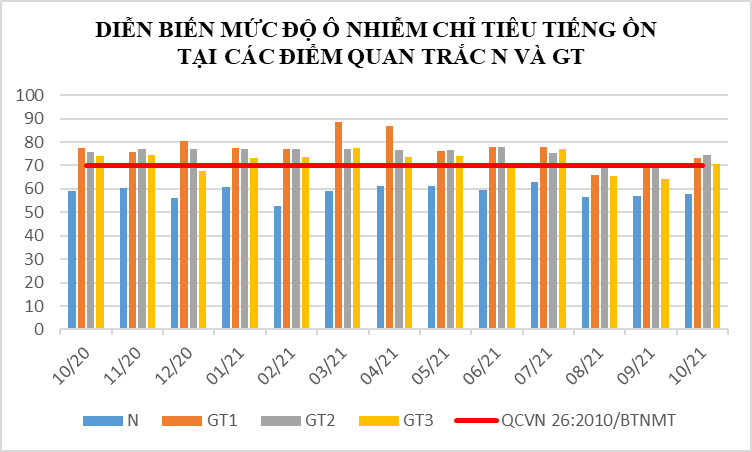 DIỄN BIẾN MỨC ĐỘ Ô NHIỄM CHỈ TIÊU TIẾNG ỒN
TẠI CÁC ĐIỂM QUAN TRẮC N VÀ GT
100
90
80
70
60
50
40
30
20
10
0
10/20 11/20 12/20 01/21 02/21 03/21 04/21 05/21 06/21 07/21 08/21 09/21 10/21
N GT1 GT2 GT3 QCVN 26:2010/BTNMT